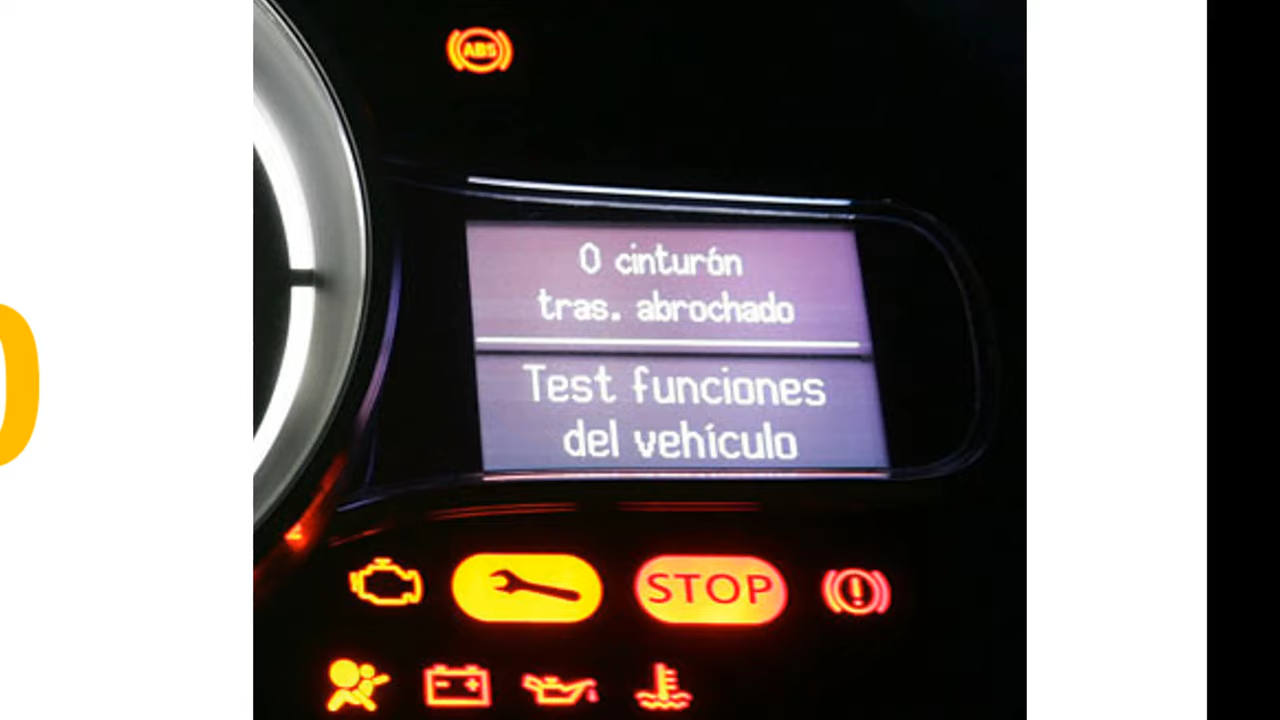 ABS
0 cinturón
tras. abrochado
Test funciones
del vehículo
STOP